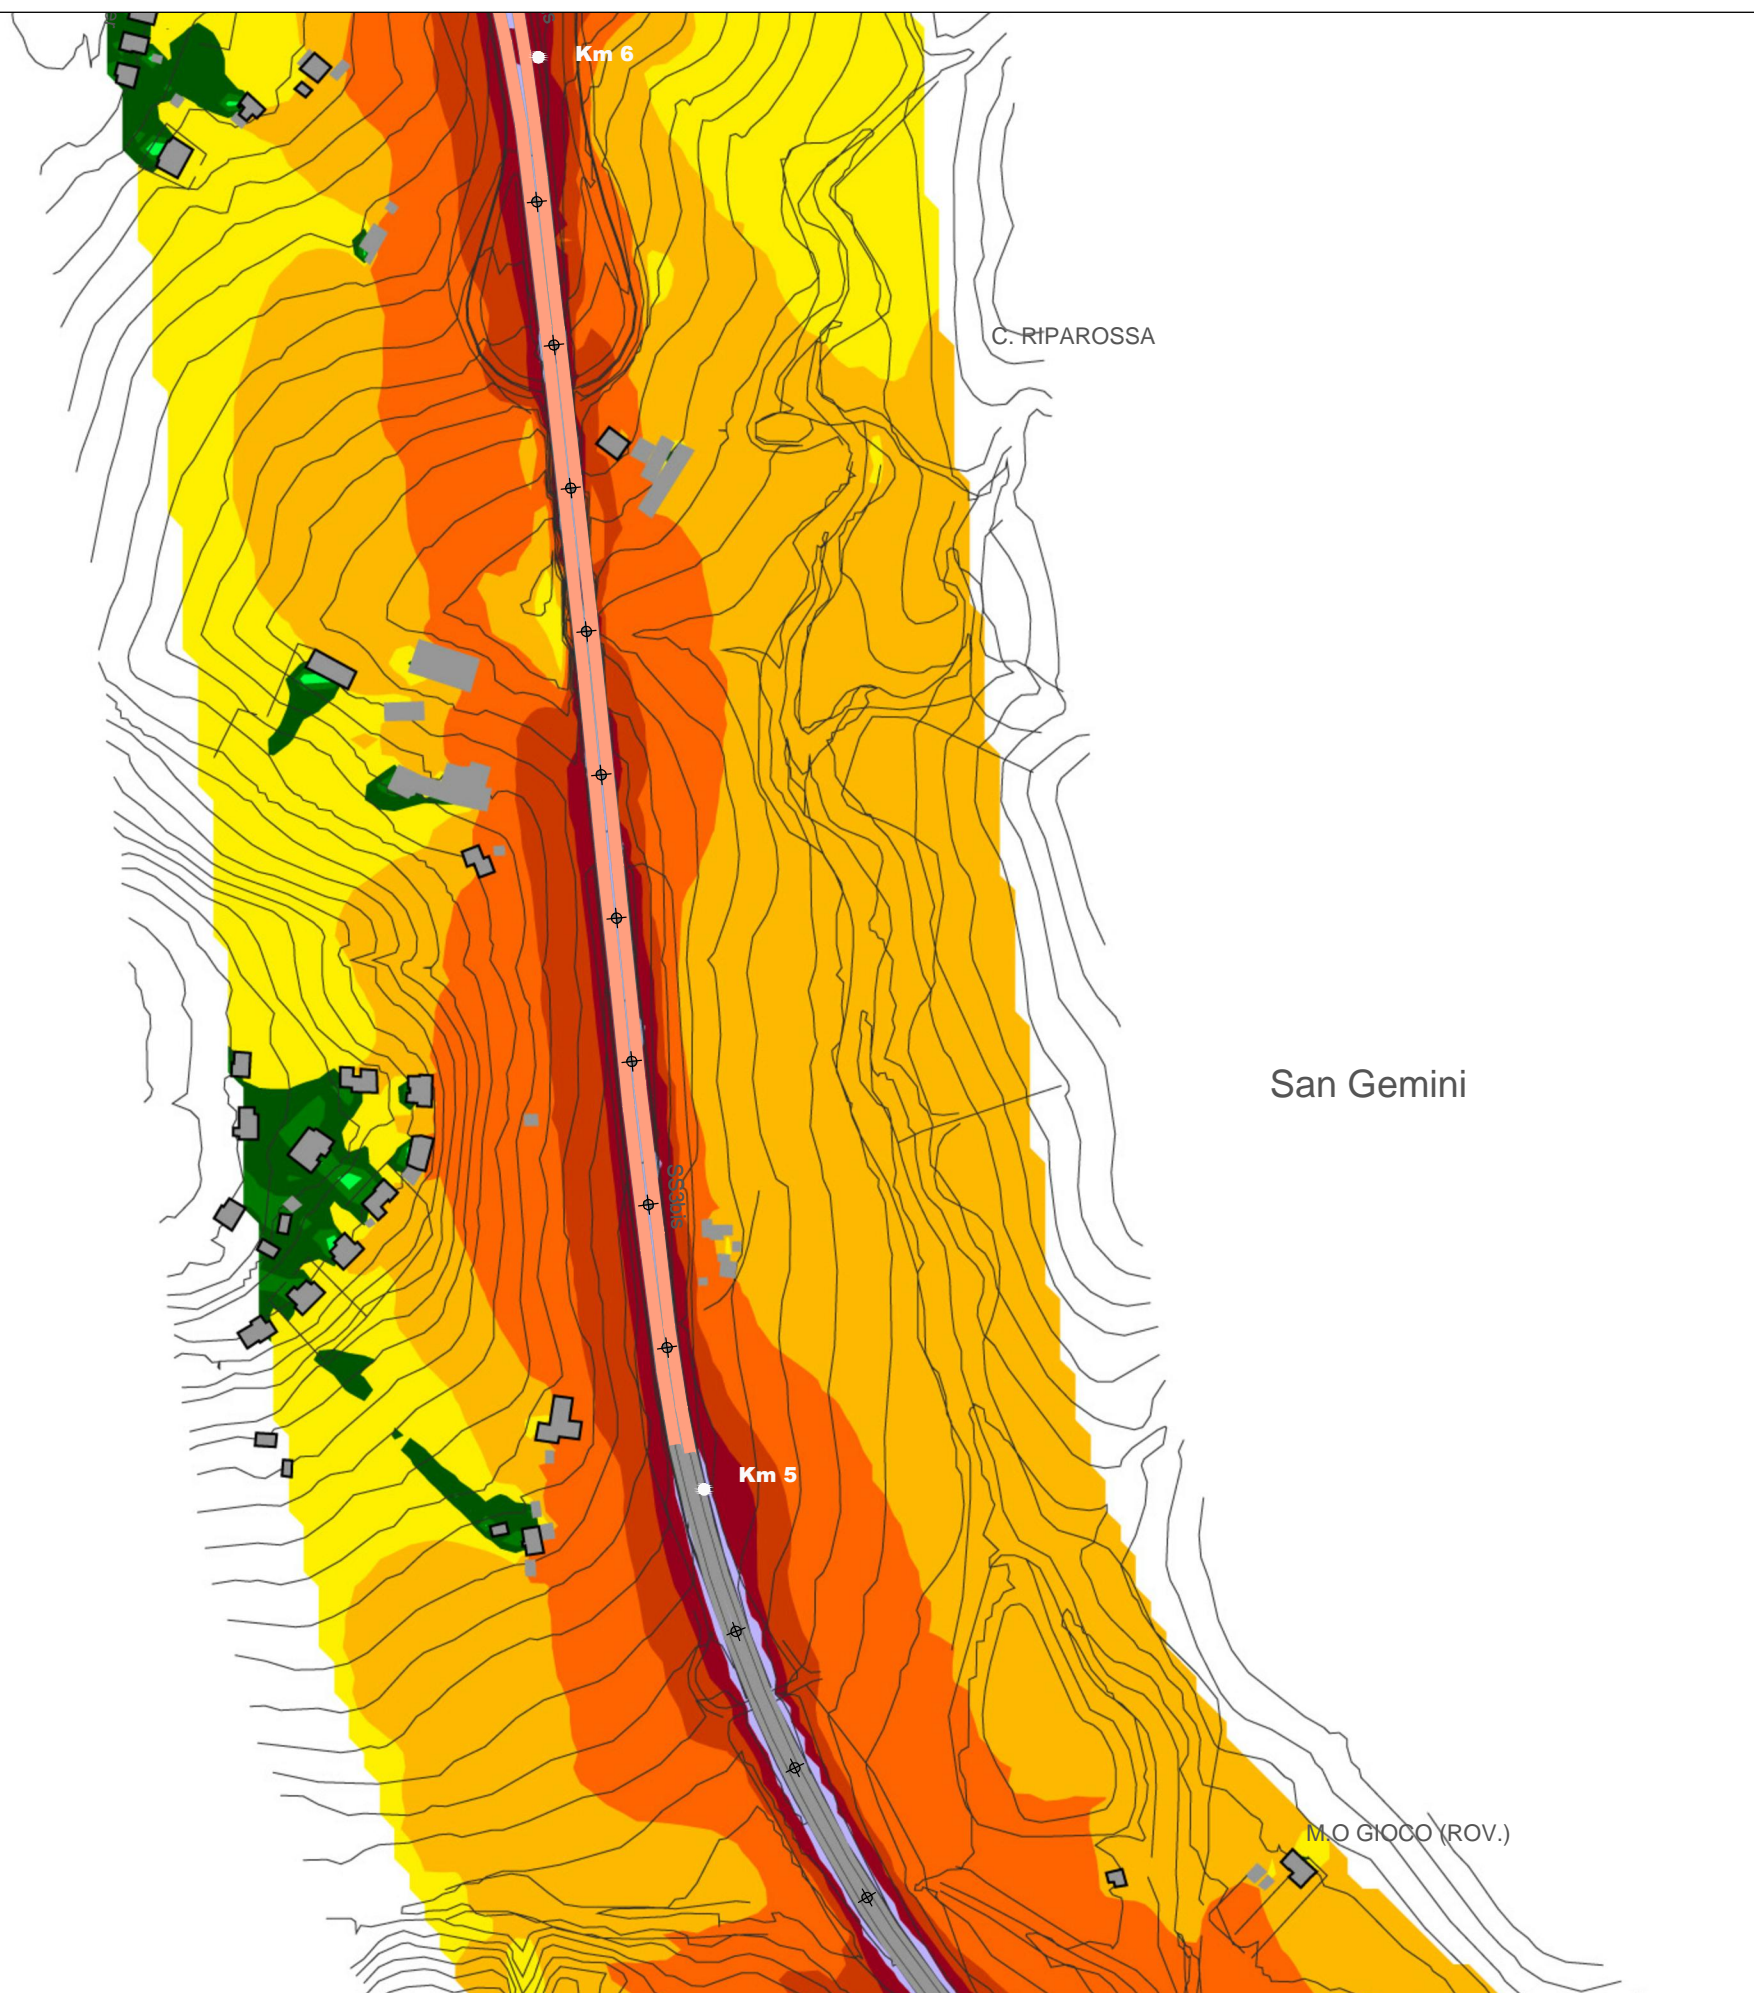 Km 6
C. RIPAROSSA
San Gemini
SS3bis
Km 5
M.O GIOCO (ROV.)